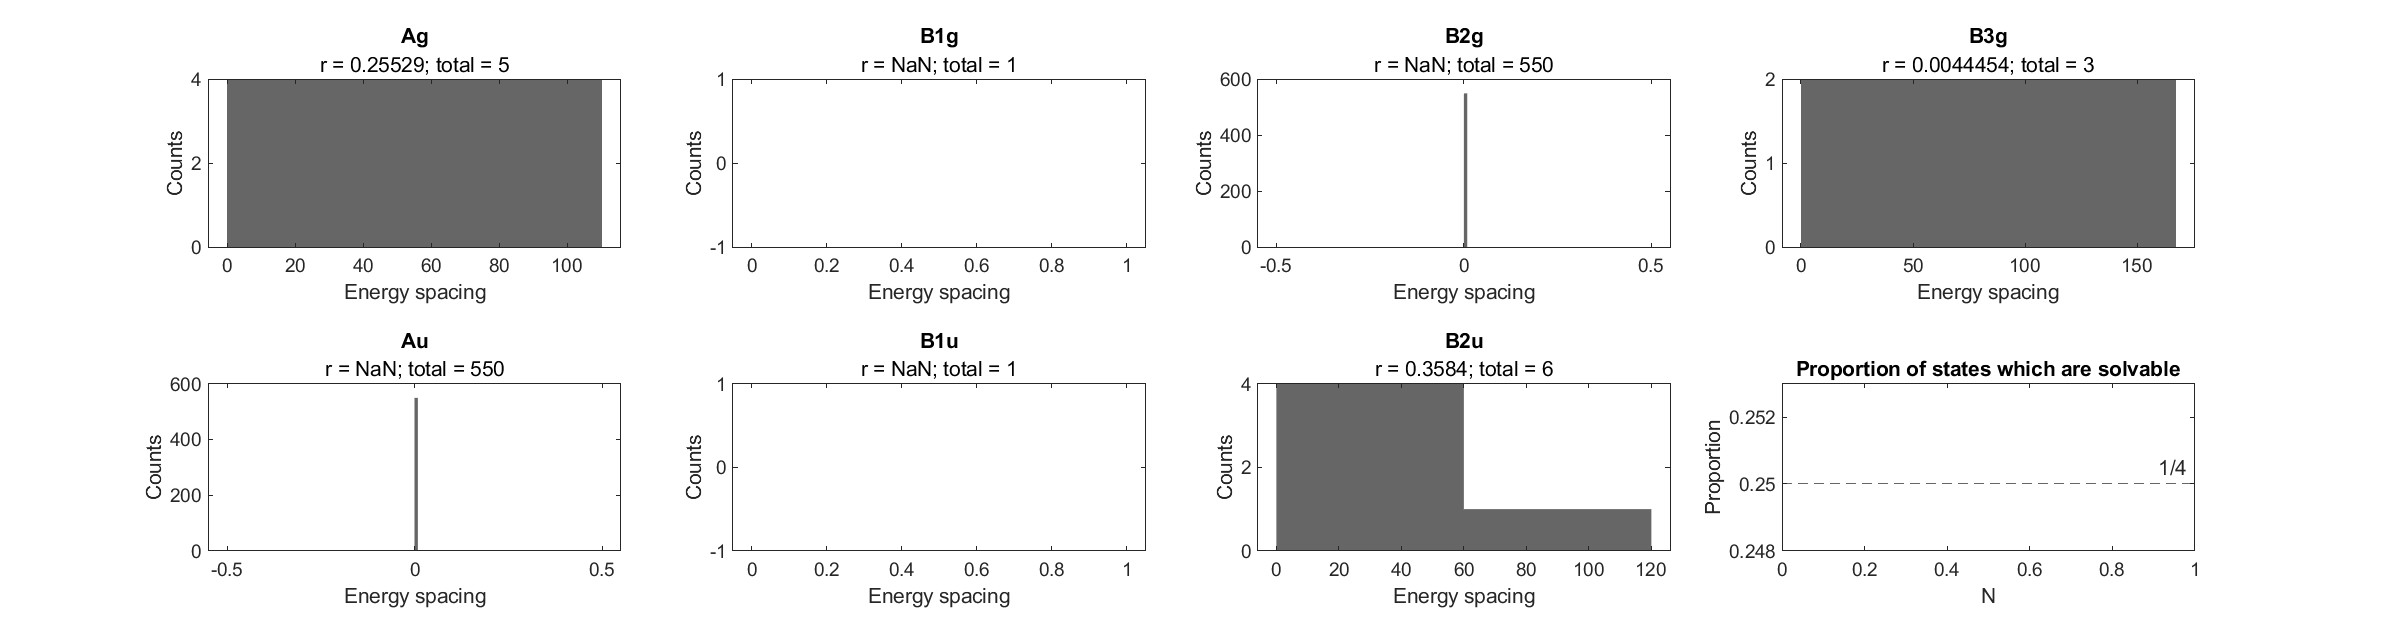 Ag
r = 0.25529; total = 5
4
2
0
Counts
0 20 40 60 80 100
Energy spacing
B1g
r = NaN; total = 1
1
0
-1
Counts
0 0.2 0.4 0.6 0.8 1
Energy spacing
B2g
r = NaN; total = 550
600
400
200
0
Counts
-0.5 0 0.5
Energy spacing
B3g
r = 0.0044454; total = 3
2
1
0
Counts
0 50 100 150
Energy spacing
Au
r = NaN; total = 550
600
400
200
0
Counts
-0.5 0 0.5
Energy spacing
B1u
r = NaN; total = 1
1
0
-1
Counts
0 0.2 0.4 0.6 0.8 1
Energy spacing
B2u
r = 0.3584; total = 6
4
2
0
Counts
0 20 40 60 80 100 120
Energy spacing
Proportion of states which are solvable
0.252
0.25
0.248
Proportion
1/4
0 0.2 0.4 0.6 0.8 1
N